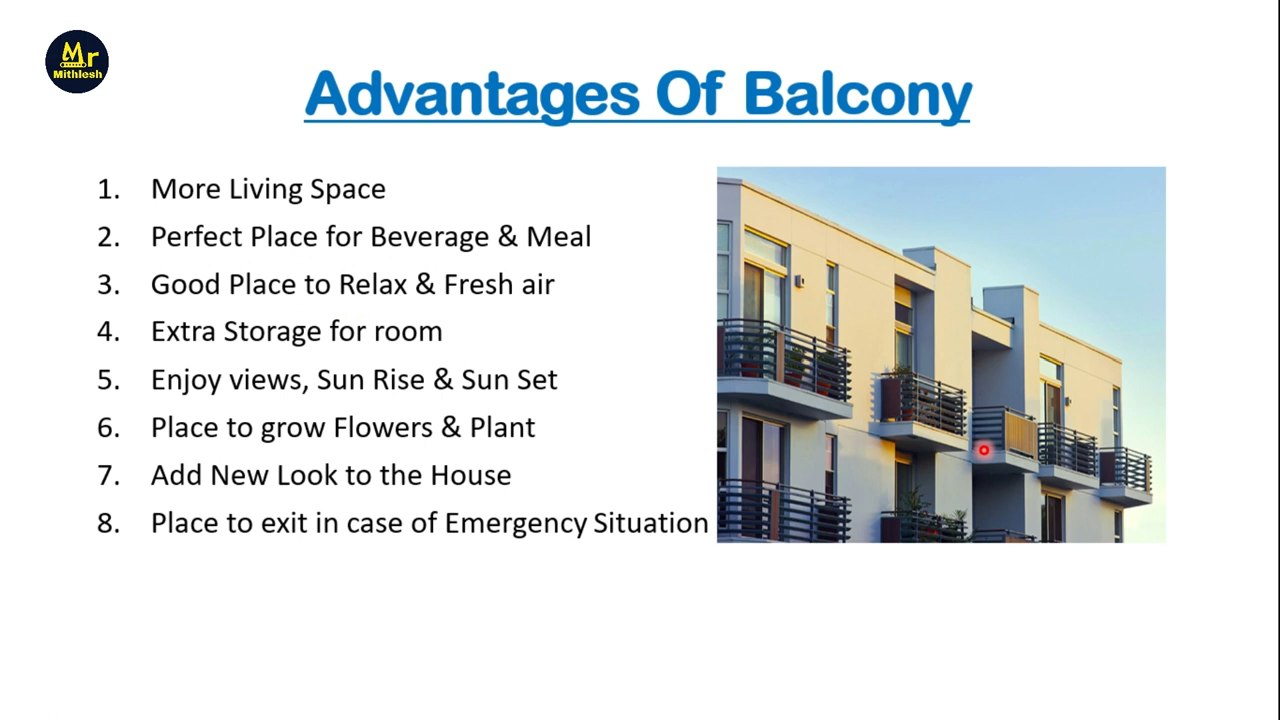 Mr
Mithlesh
Advantages Of Balcony
1. More Living Space
2. Perfect Place for Beverage & Meal
3. Good Place to Relax & Fresh air
4. Extra Storage for room
5. Enjoy views, Sun Rise & Sun Set
6. Place to grow Flowers & Plant
7. Add New Look to the House
8. Place to exit in case of Emergency Situation